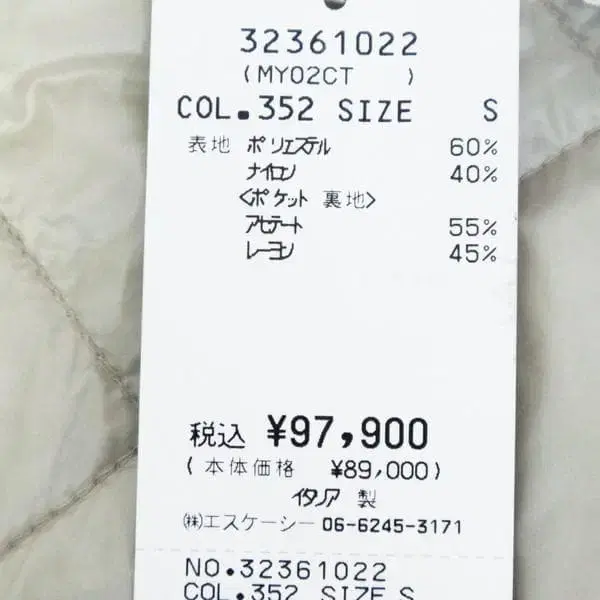 32361022
(MY02CT )
COL.352 SIZE S
表地 ポリエステル 60%
ナイロン 40%
<ポケット 裏地>
アセテート 55%
レーヨン 45%
税込 ¥97,900
(本体価格 ¥89,000)
イタリア 製
㈱エスケーシー 06-6245-3171
NO.32361022
COL.352 SIZE S